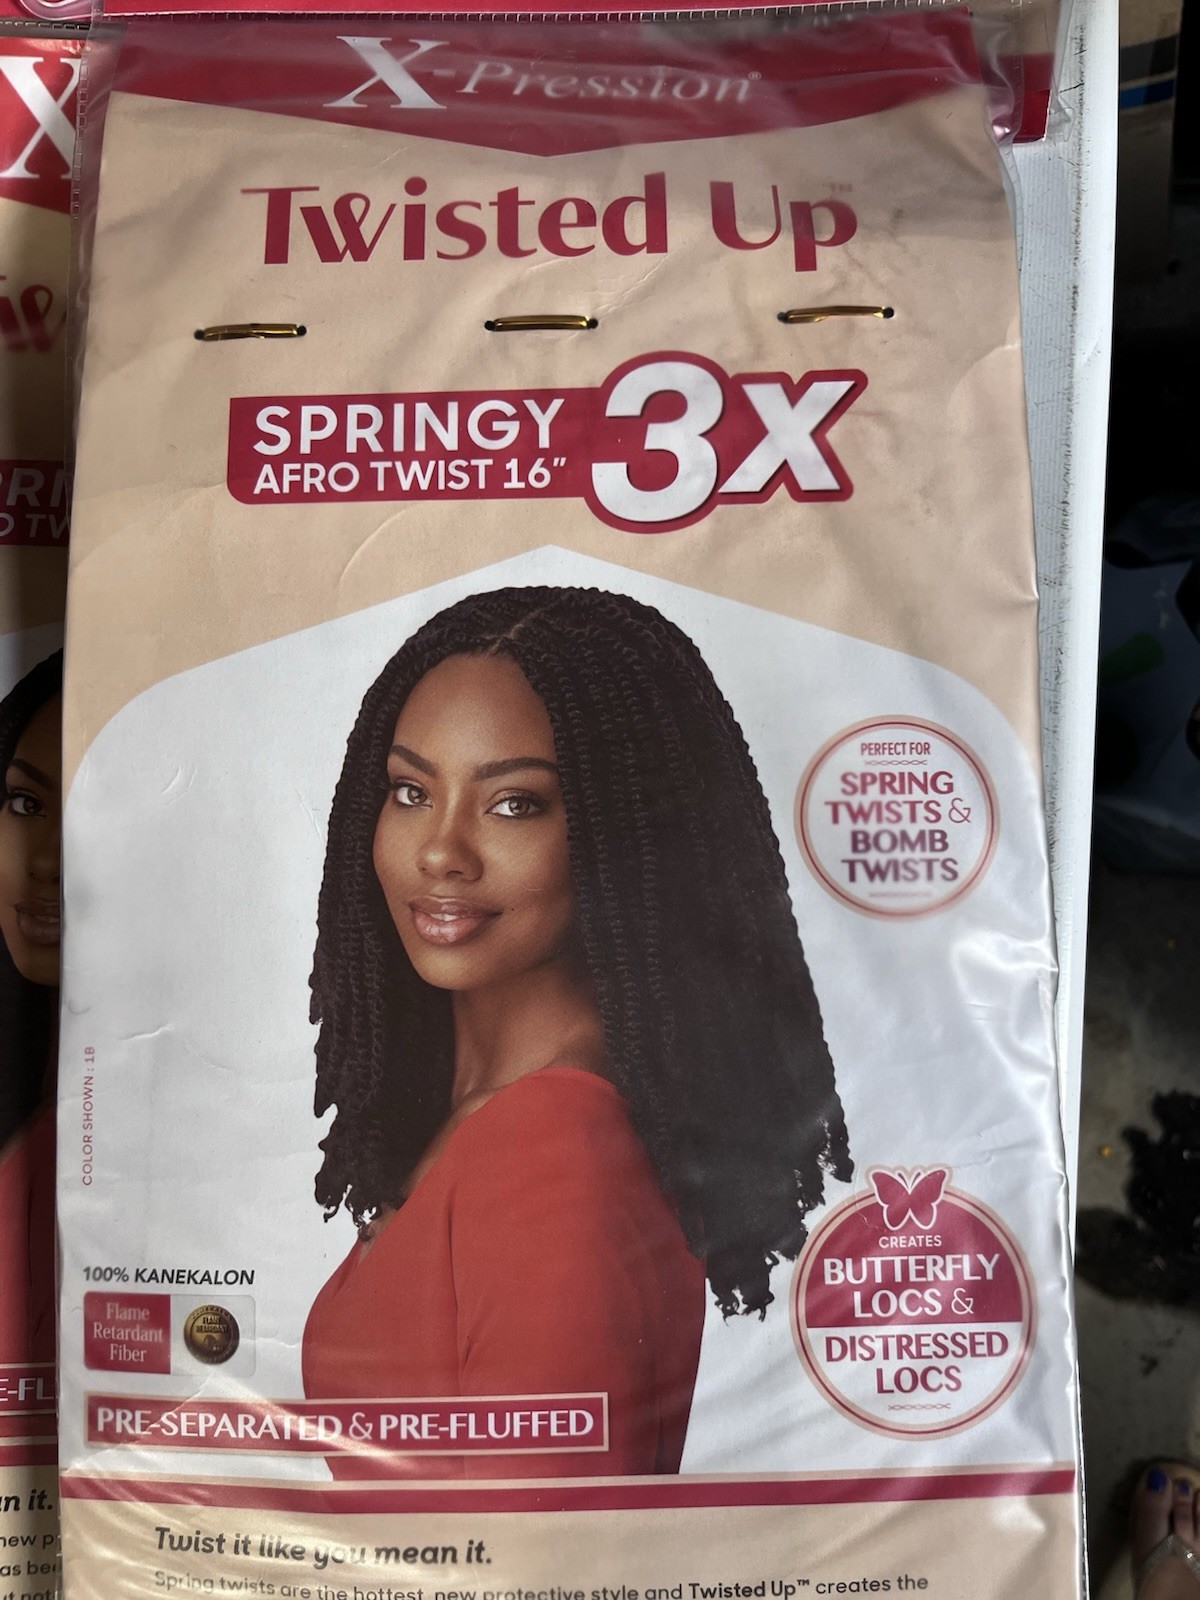 X-Pression®
Twisted Up™
SPRINGY
AFRO TWIST 16"
3x
PERFECT FOR
SPRING
TWISTS &
BOMB
TWISTS
COLOR SHOWN : 1B
CREATES
BUTTERFLY
LOCS &
DISTRESSED
LOCS
100% KANEKALON
Flame
Retardant
Fiber
PRE-SEPARATED & PRE-FLUFFED
Twist it like you mean it.
Spring twists are the hottest, new protective style and Twisted Up™ creates the